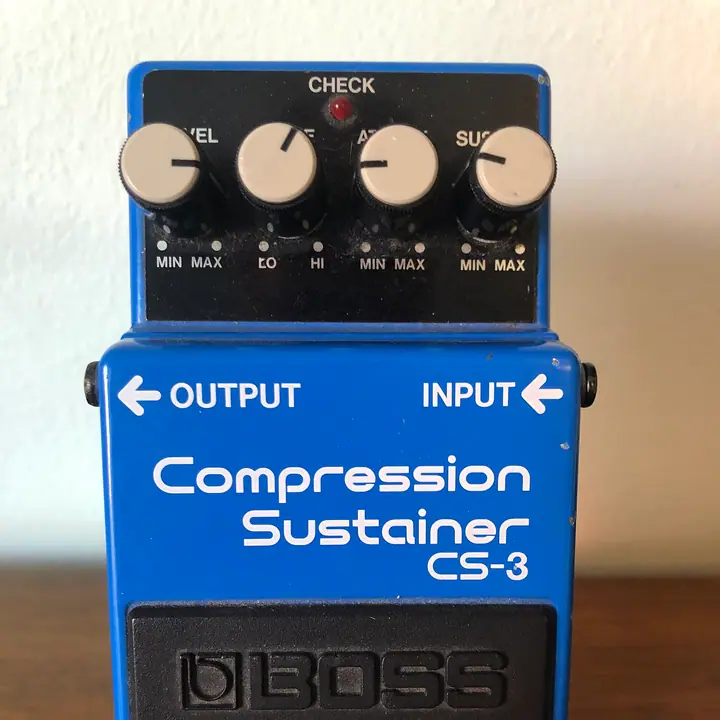 CHECK
MIN MAX LO HI MIN MAX MIN MAX
← OUTPUT INPUT ←
Compression
Sustainer
CS-3
BOSS